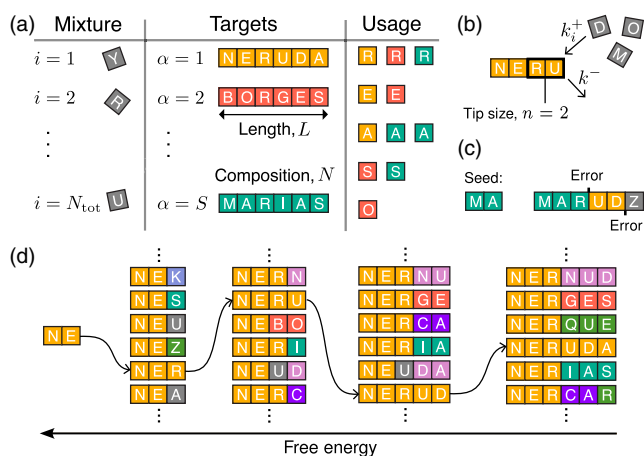 (a)
Mixture
Targets
Usage
i = 1
Y
α = 1
NERUDA
R R R
i = 2
R
α = 2
BORGES
E E
Length, L
A A A
Composition, N
S S
i = N_tot
U
α = S
MARIAS
O
(b)
k_i^+
D O M
NERU
k^-
Tip size, n = 2
(c)
Seed:
Error
MA
MARUDZ
Error
(d)
NE
NEK
NES
NEU
NEZ
NER
NEA
NERN
NERU
NEBO
NERI
NEUD
NERC
NERNU
NERGE
NERCA
NERIA
NEUDA
NERUD
NERNUD
NERGES
NERQUE
NERUDA
NERIAS
NERCAR
Free energy